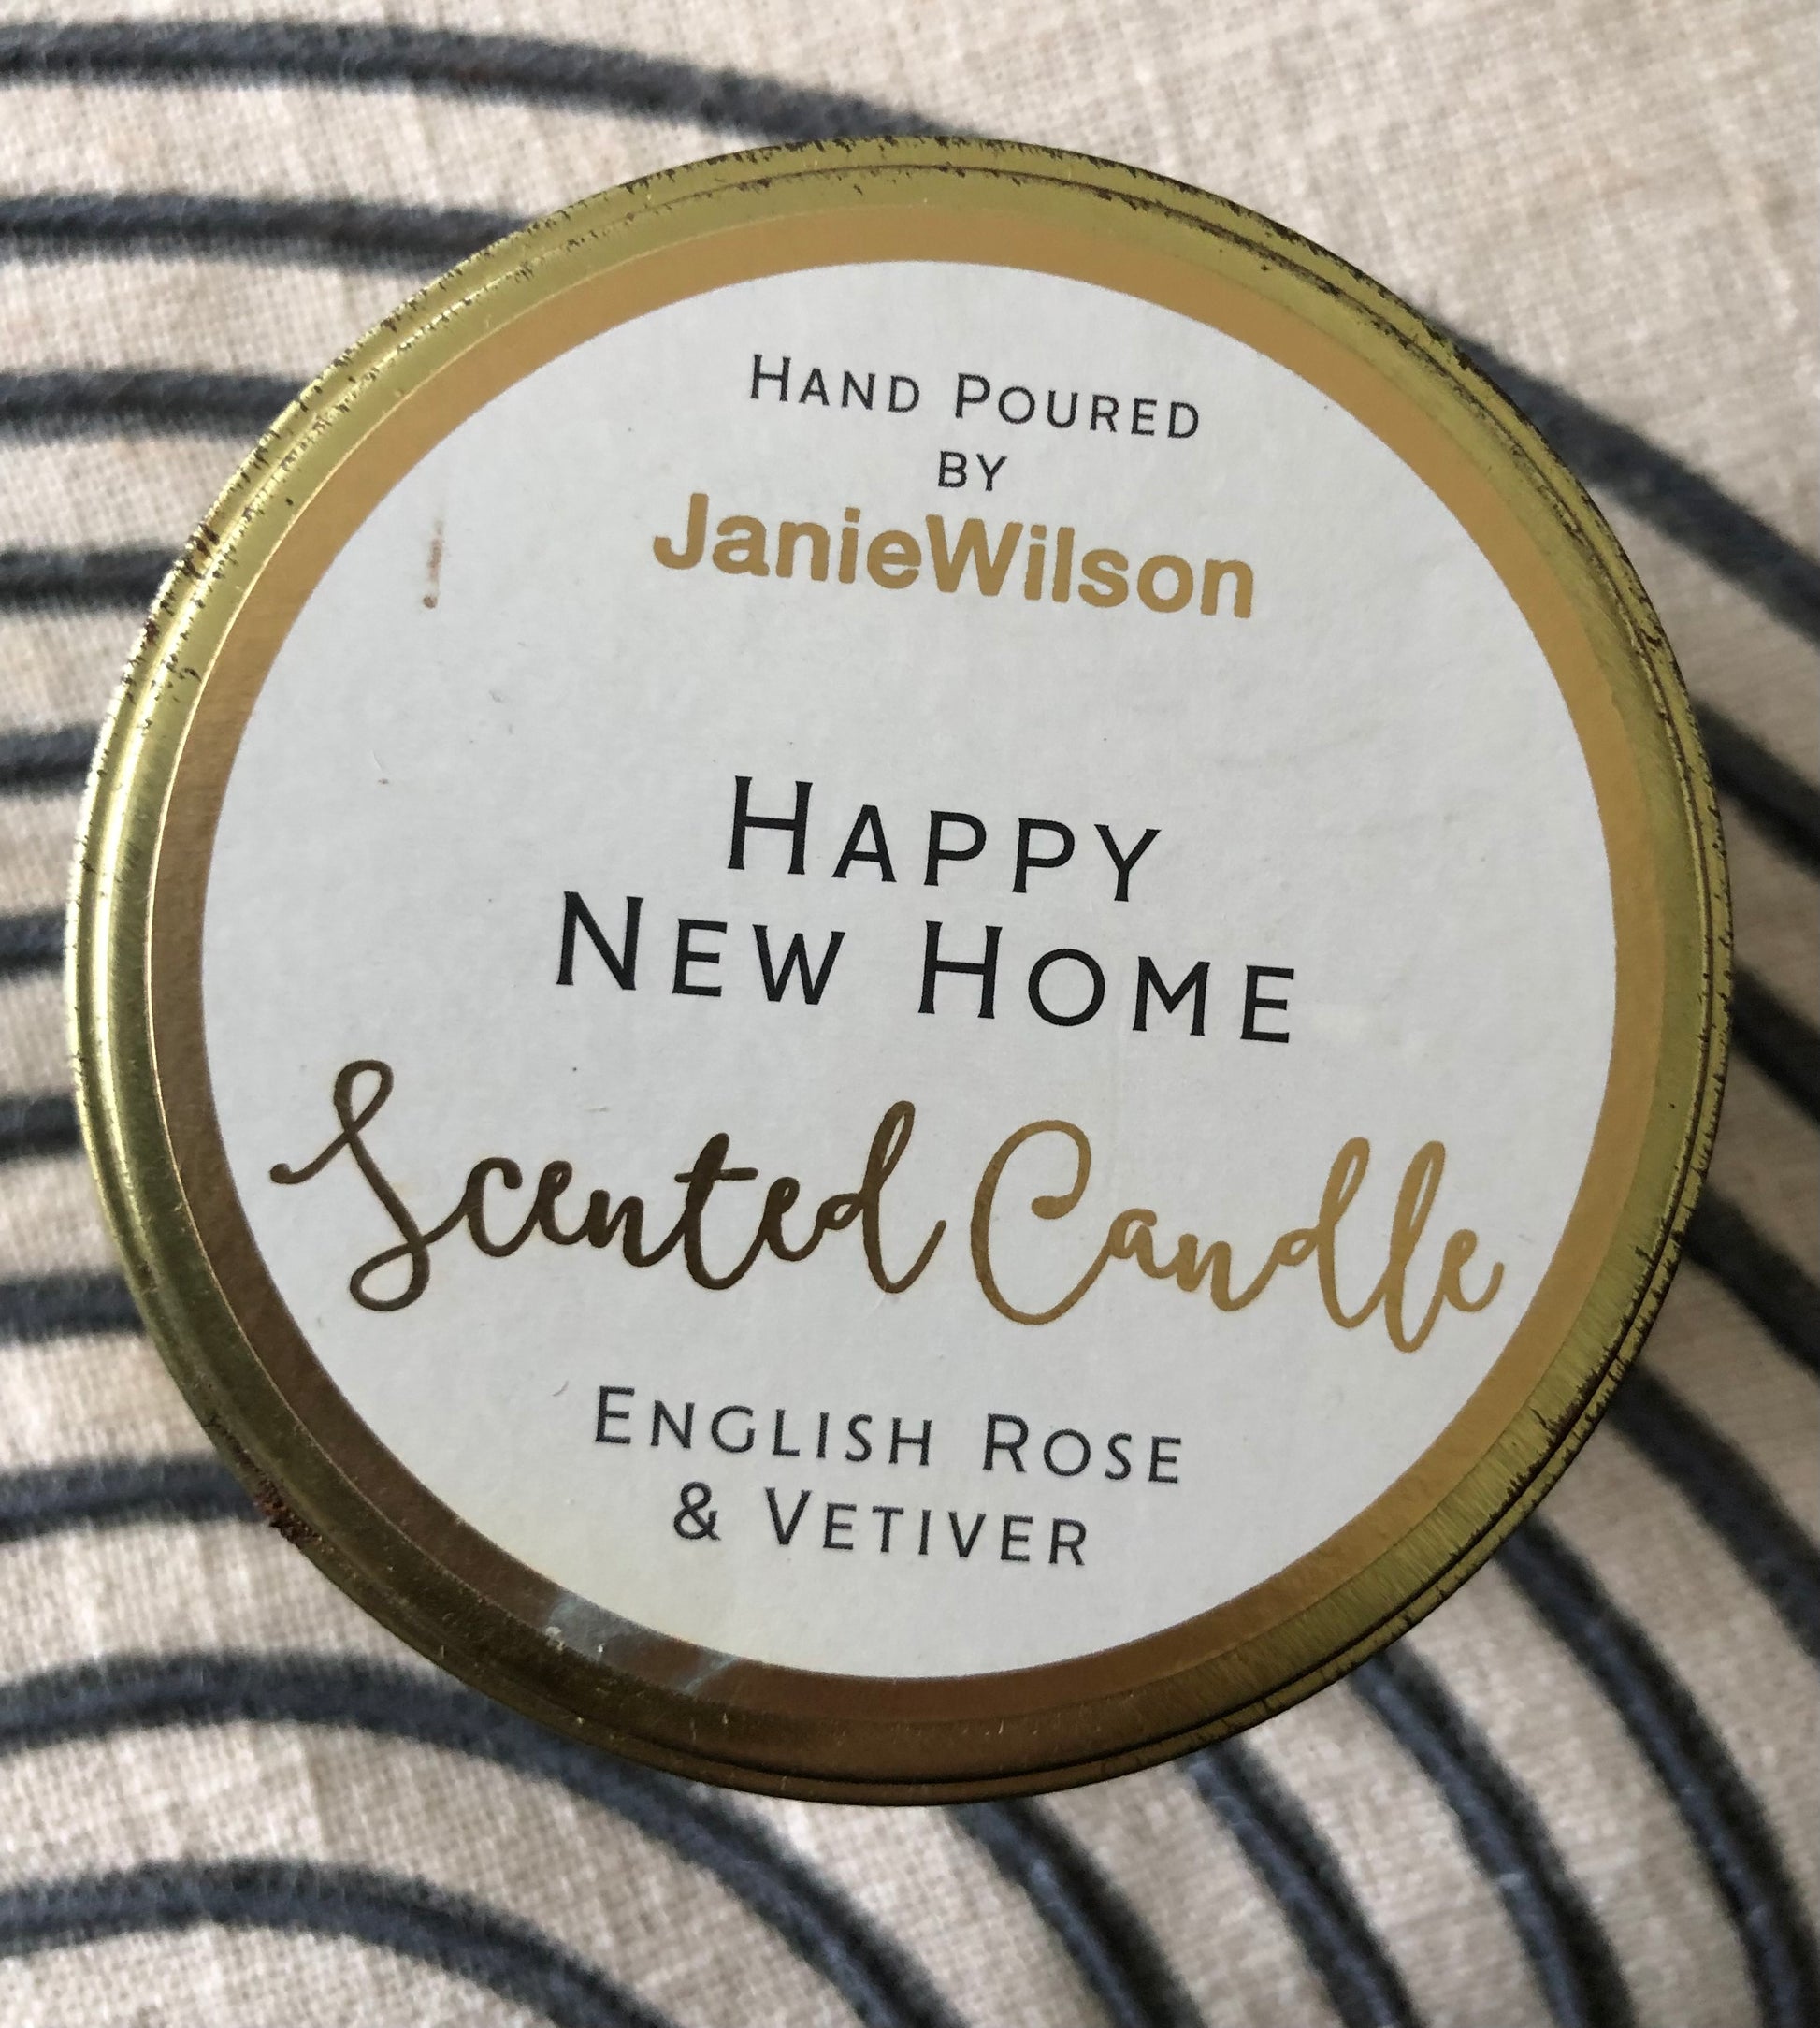 HAND POURED
BY
JanieWilson
HAPPY
NEW HOME
Scented Candle
ENGLISH ROSE
& VETIVER